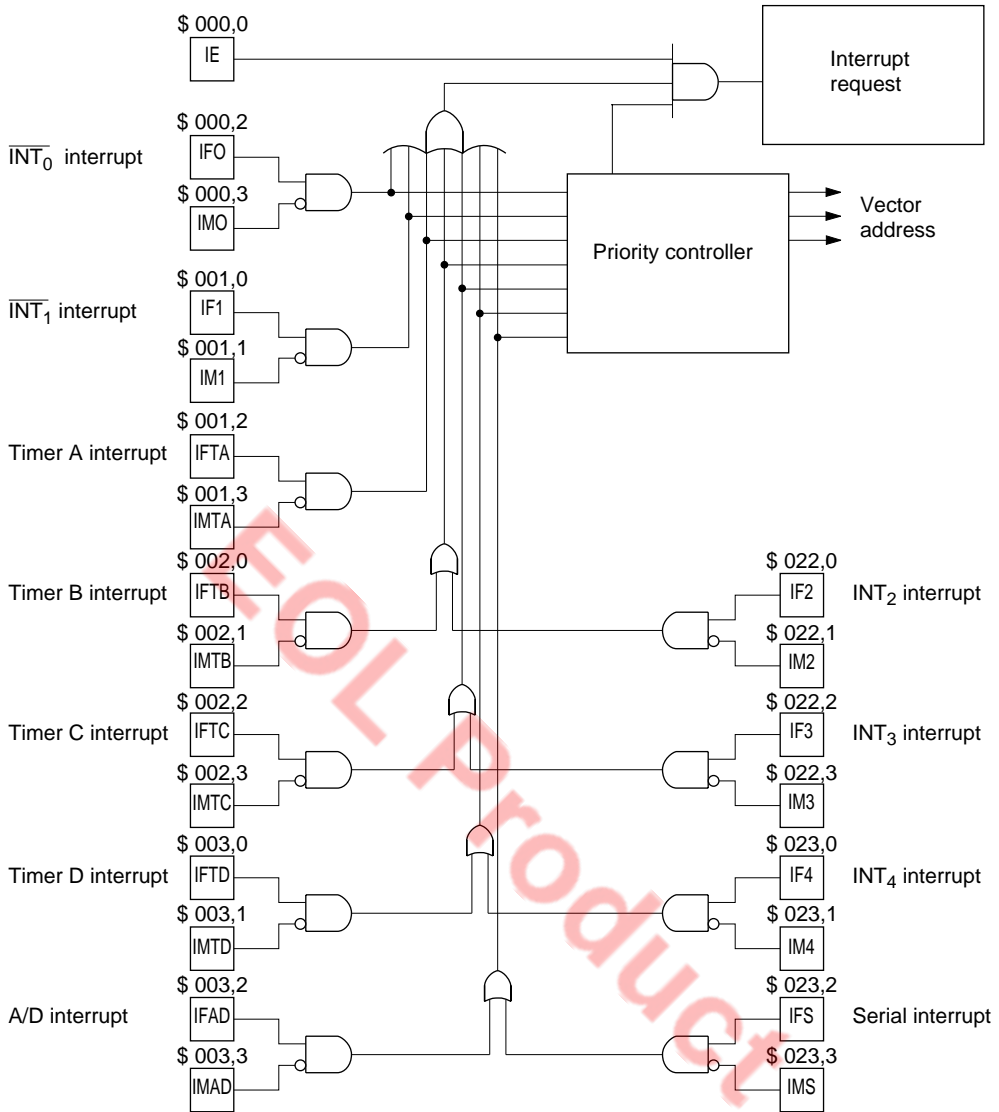 $ 000,0
IE
Interrupt
request
$ 000,2
INT0 interrupt
IFO
$ 000,3
IMO
Priority controller
Vector
address
$ 001,0
INT1 interrupt
IF1
$ 001,1
IM1
$ 001,2
Timer A interrupt
IFTA
$ 001,3
IMTA
$ 002,0
Timer B interrupt
IFTB
$ 002,1
IMTB
$ 022,0
IF2
INT2 interrupt
$ 022,1
IM2
$ 002,2
Timer C interrupt
IFTC
$ 002,3
IMTC
$ 022,2
IF3
INT3 interrupt
$ 022,3
IM3
$ 003,0
Timer D interrupt
IFTD
$ 003,1
IMTD
$ 023,0
IF4
INT4 interrupt
$ 023,1
IM4
$ 003,2
A/D interrupt
IFAD
$ 003,3
IMAD
$ 023,2
IFS
Serial interrupt
$ 023,3
IMS
EOL Product